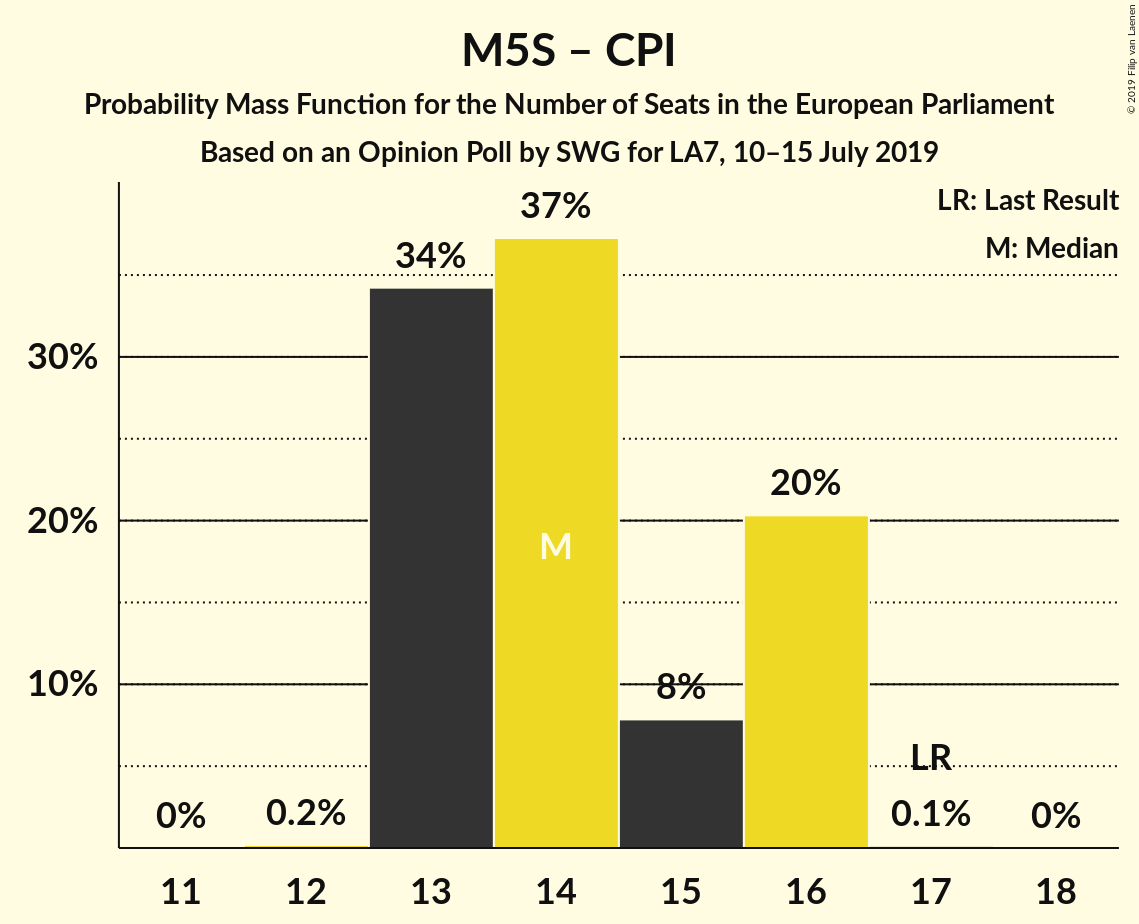 M5S – CPI
Probability Mass Function for the Number of Seats in the European Parliament
Based on an Opinion Poll by SWG for LA7, 10–15 July 2019
© 2019 Filip van Laenen
LR: Last Result
M: Median
37%
34%
30%
20%
M
20%
10%
8%
LR
0%
0.2%
0.1%
0%
11 12 13 14 15 16 17 18